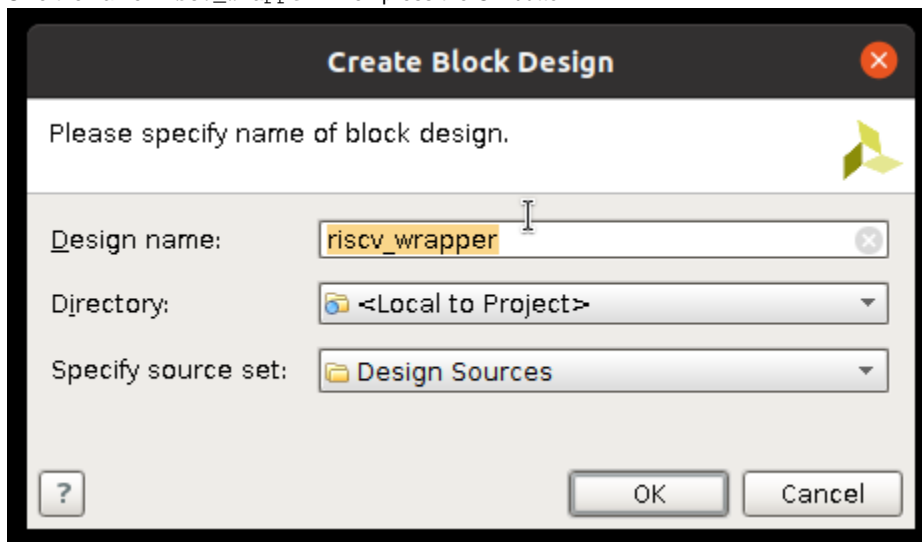 Create Block Design
Please specify name of block design.
Design name: riscv_wrapper
Directory: <Local to Project>
Specify source set: Design Sources
? OK Cancel